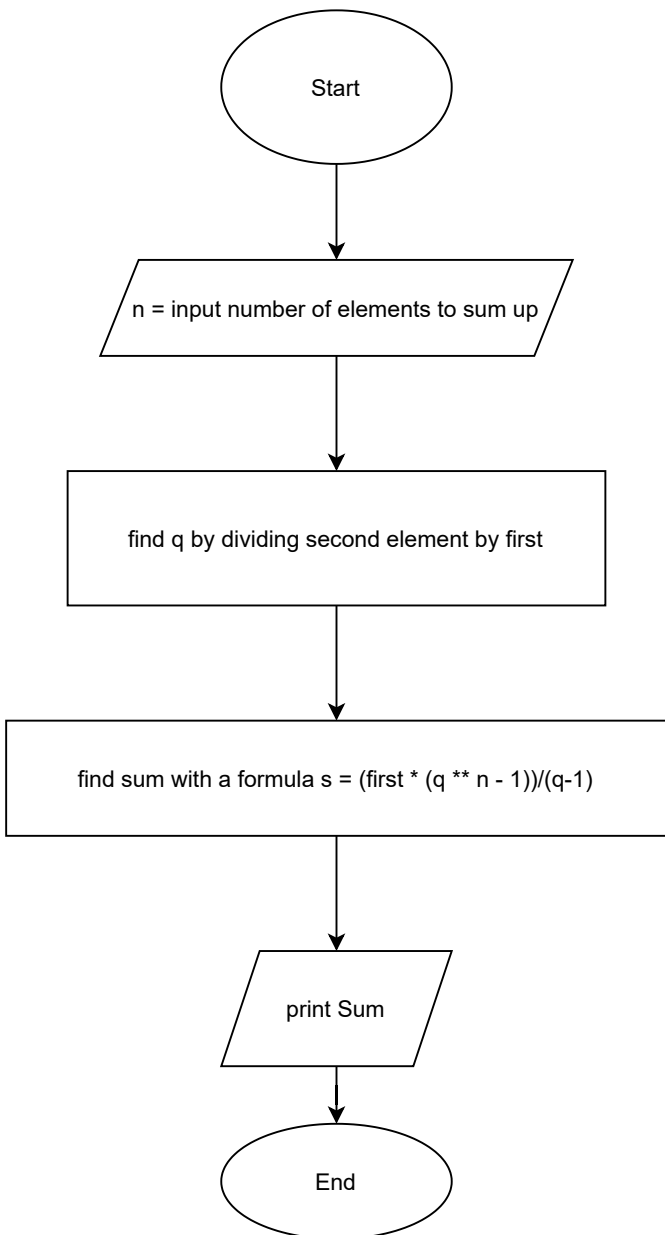 Start
n = input number of elements to sum up
find q by dividing second element by first
find sum with a formula s = (first * (q ** n - 1))/(q-1)
print Sum
End